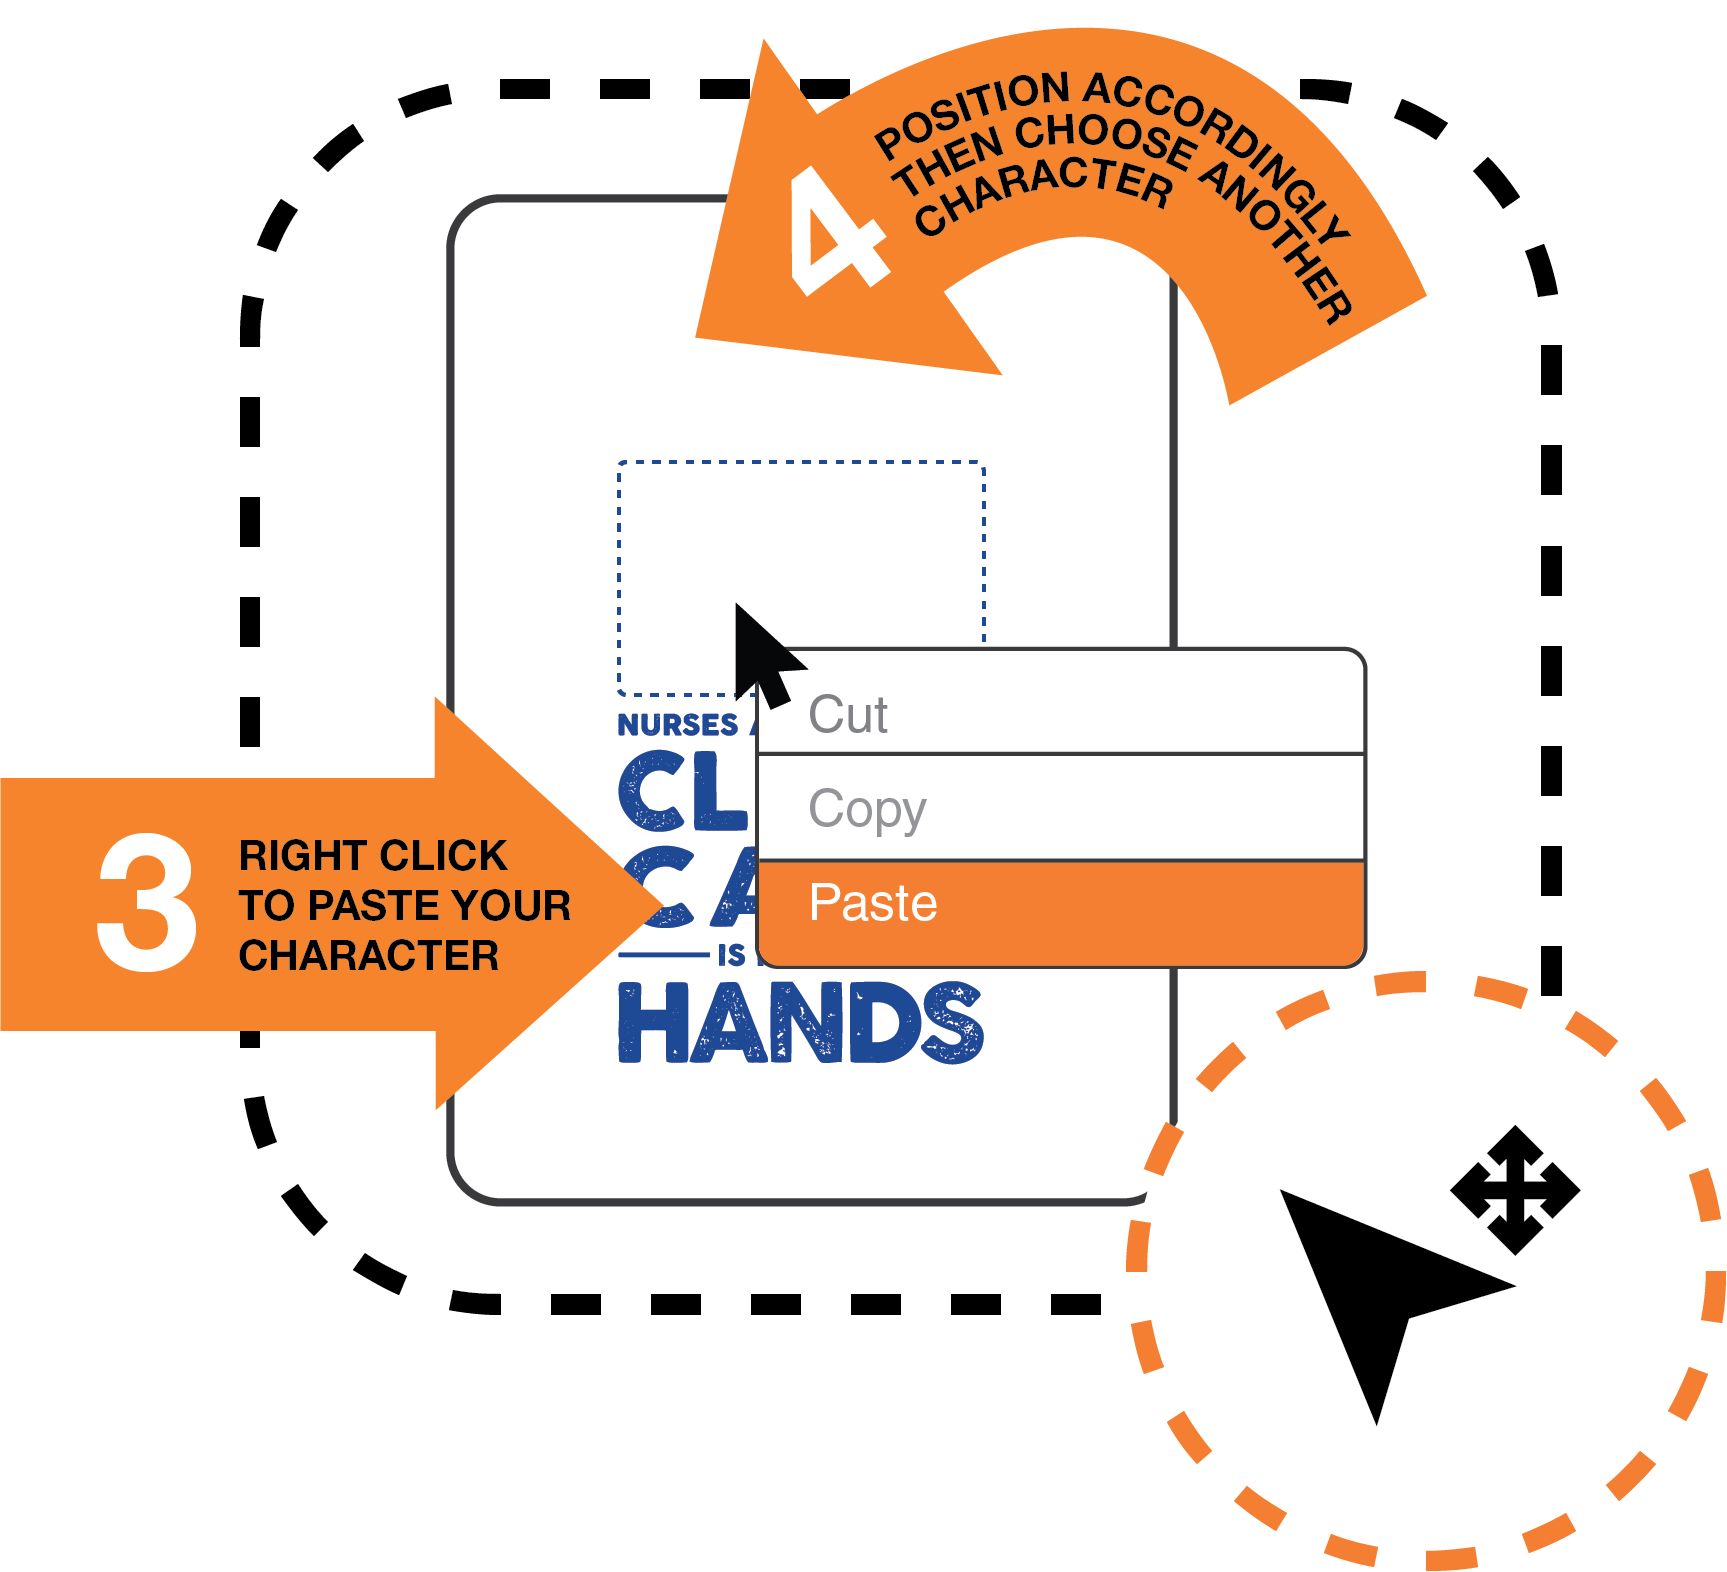 4
POSITION ACCORDINGLY
THEN CHOOSE ANOTHER
CHARACTER
Cut
Copy
Paste
NURSES
CL
CA
IS
HANDS
3
RIGHT CLICK
TO PASTE YOUR
CHARACTER